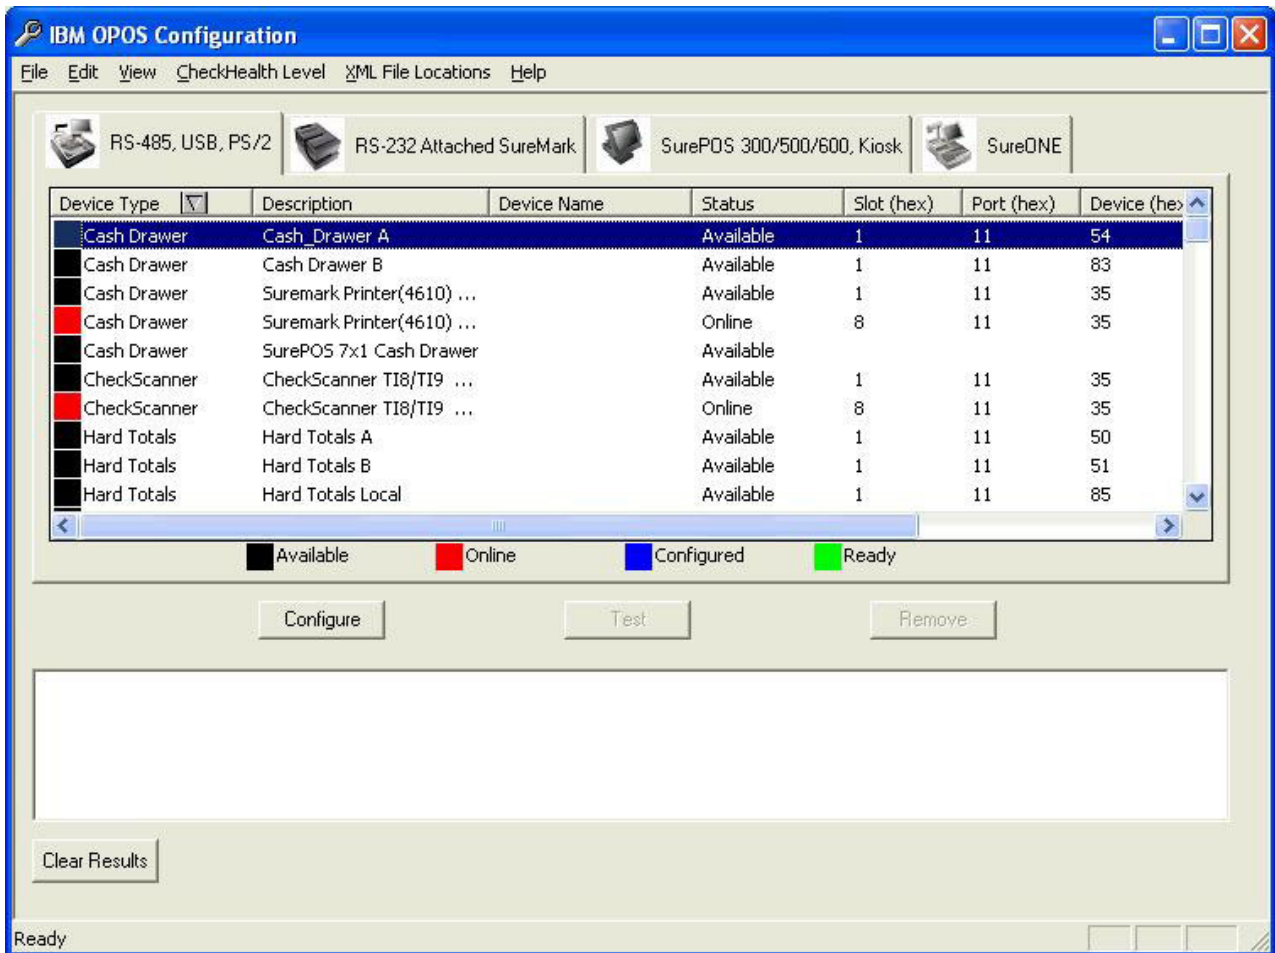 IBM OPOS Configuration
File Edit View CheckHealth Level XML File Locations Help
RS-485, USB, PS/2 RS-232 Attached SureMark SurePOS 300/500/600, Kiosk SureONE
Device Type Description Device Name Status Slot (hex) Port (hex) Device (hex
Cash Drawer Cash_Drawer A Available 1 11 54
Cash Drawer Cash Drawer B Available 1 11 83
Cash Drawer Suremark Printer(4610) ... Available 1 11 35
Cash Drawer Suremark Printer(4610) ... Online 8 11 35
Cash Drawer SurePOS 7x1 Cash Drawer Available
CheckScanner CheckScanner TI8/TI9 ... Available 1 11 35
CheckScanner CheckScanner TI8/TI9 ... Online 8 11 35
Hard Totals Hard Totals A Available 1 11 50
Hard Totals Hard Totals B Available 1 11 51
Hard Totals Hard Totals Local Available 1 11 85
Available Online Configured Ready
Configure Test Remove
Clear Results
Ready